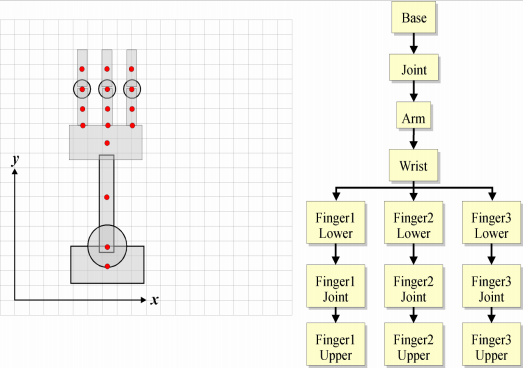 y
x
Base
Joint
Arm
Wrist
Finger1
Lower
Finger2
Lower
Finger3
Lower
Finger1
Joint
Finger2
Joint
Finger3
Joint
Finger1
Upper
Finger2
Upper
Finger3
Upper